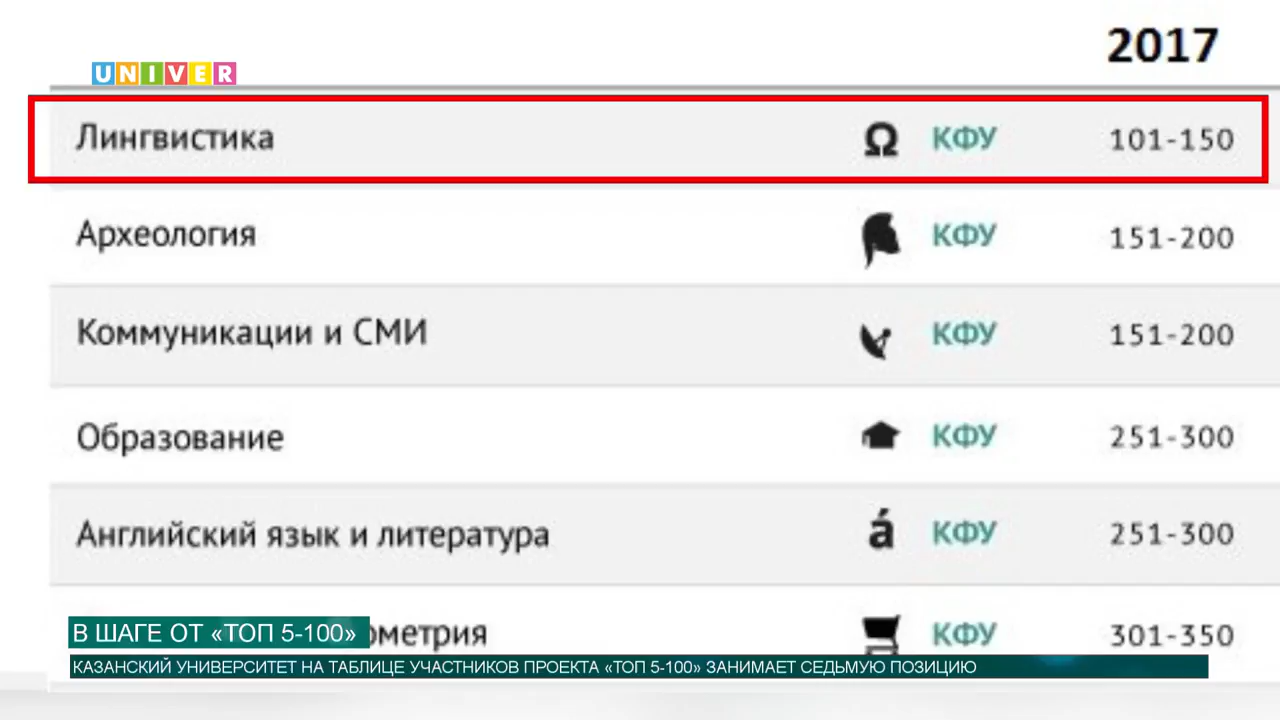 2017
UNIVER
Лингвистика Ω КФУ 101-150
Археология КФУ 151-200
Коммуникации и СМИ КФУ 151-200
Образование КФУ 251-300
Английский язык и литература á КФУ 251-300
КФУ 301-350
В ШАГЕ ОТ «ТОП 5-100»
КАЗАНСКИЙ УНИВЕРСИТЕТ НА ТАБЛИЦЕ УЧАСТНИКОВ ПРОЕКТА «ТОП 5-100» ЗАНИМАЕТ СЕДЬМУЮ ПОЗИЦИЮ